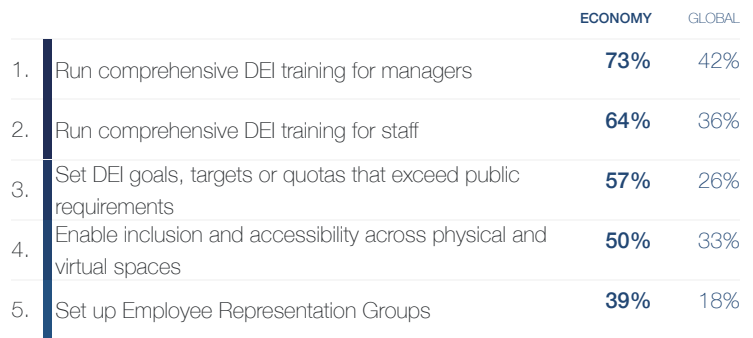 ECONOMY GLOBAL
1. Run comprehensive DEI training for managers 73% 42%
2. Run comprehensive DEI training for staff 64% 36%
3. Set DEI goals, targets or quotas that exceed public
requirements 57% 26%
4. Enable inclusion and accessibility across physical and
virtual spaces 50% 33%
5. Set up Employee Representation Groups 39% 18%